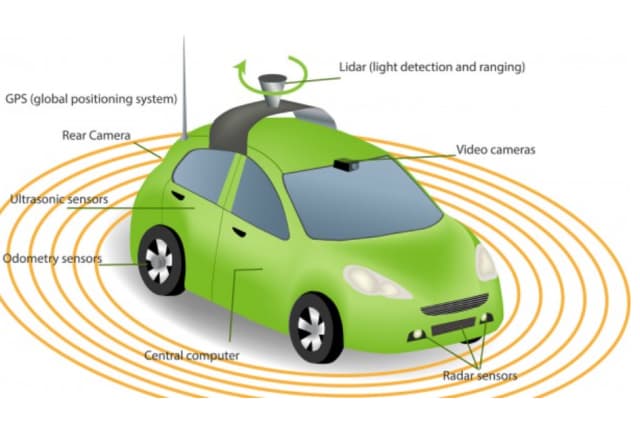 Lidar (light detection and ranging)
GPS (global positioning system)
Rear Camera
Video cameras
Ultrasonic sensors
Odometry sensors
Central computer
Radar sensors